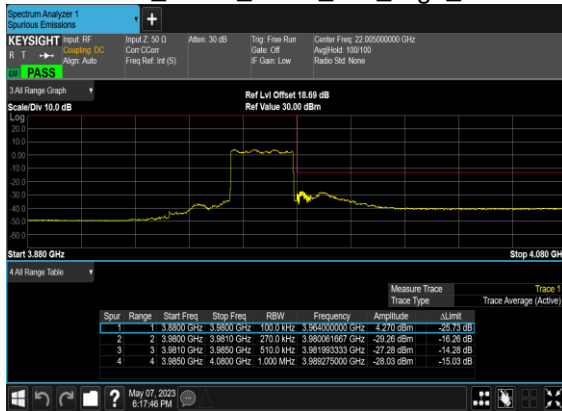 Spectrum Analyzer 1
Spurious Emissions
KEYSIGHT Input: RF Input Z: 50 Ω Atten: 30 dB Trig: Free Run Center Freq: 22.005000000 GHz
R T Coupling: DC Corr CCorr Gate: Off Avg|Hold: 100/100
Align: Auto Freq Ref: Int (S) IF Gain: Low Radio Std: None
PASS
3 All Range Graph
Ref Lvl Offset 18.69 dB
Scale/Div 10.0 dB Ref Value 30.00 dBm
Log
20.0
10.0
0.00
-10.0
-20.0
-30.0
-40.0
-50.0
-60.0
Start 3.880 GHz Stop 4.080 GH
4 All Range Table
Measure Trace Trace 1
Trace Type Trace Average (Active)
Spur Range Start Freq Stop Freq RBW Frequency Amplitude ΔLimit
1 1 3.8800 GHz 3.9800 GHz 100.0 kHz 3.964000000 GHz 4.270 dBm -25.73 dB
2 2 3.9800 GHz 3.9810 GHz 270.0 kHz 3.980061667 GHz -29.26 dBm -16.26 dB
3 3 3.9810 GHz 3.9850 GHz 510.0 kHz 3.981993333 GHz -27.28 dBm -14.28 dB
4 4 3.9850 GHz 4.0800 GHz 1.000 MHz 3.989275000 GHz -28.03 dBm -15.03 dB
May 07, 2023
6:17:46 PM